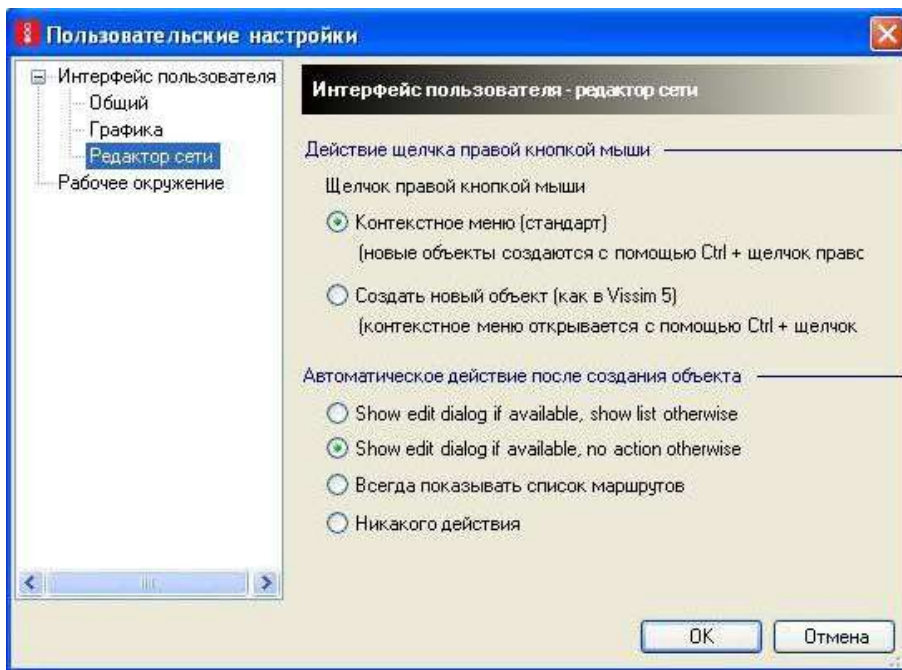 Пользовательские настройки
Интерфейс пользователя
Общий
Графика
Редактор сети
Рабочее окружение
Интерфейс пользователя - редактор сети
Действие щелчка правой кнопкой мыши
Щелчок правой кнопкой мыши
Контекстное меню (стандарт)
(новые объекты создаются с помощью Ctrl + щелчок правс
Создать новый объект (как в Vissim 5)
(контекстное меню открывается с помощью Ctrl + щелчок
Автоматическое действие после создания объекта
Show edit dialog if available, show list otherwise
Show edit dialog if available, no action otherwise
Всегда показывать список маршрутов
Никакого действия
OK
Отмена